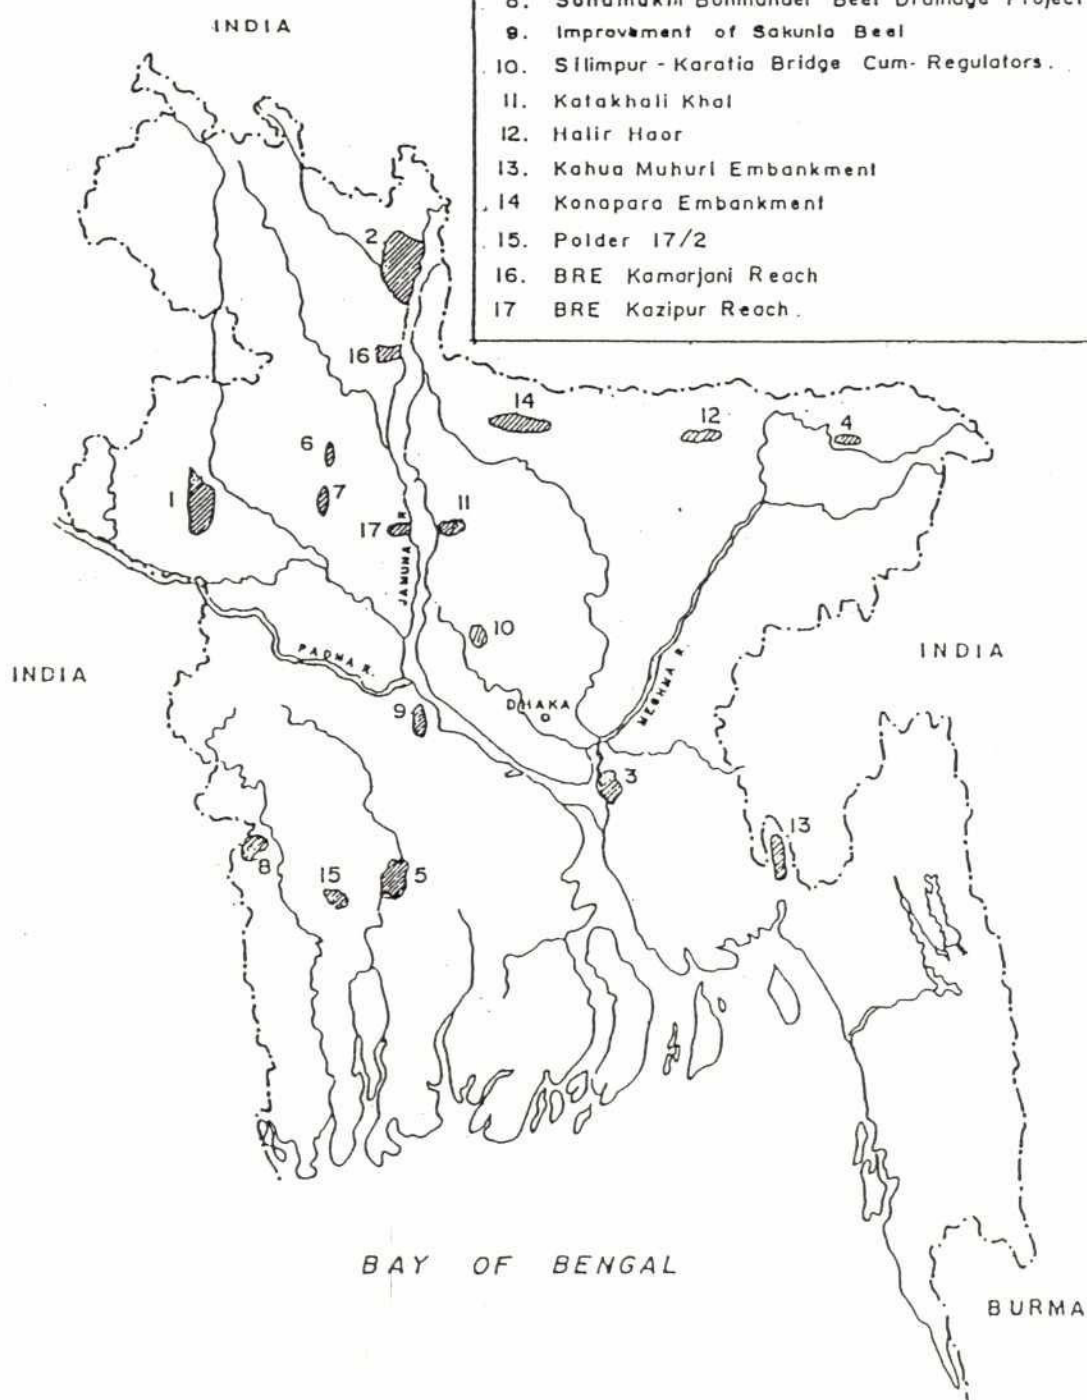 INDIA
9. Improvement of Sakunia Beel
10. Silimpur - Karatia Bridge Cum- Regulators.
11. Katakhali Khal
12. Halir Haor
13. Kahua Muhuri Embankment
14 Konapara Embankment
15. Polder 17/2
16. BRE Kamarjani Reach
17 BRE Kazipur Reach.
2
16
14
12
4
6
7
1
17
11
JAMUNA R
10
INDIA
PADMA R.
INDIA
DHAKA
MEGHNA R.
9
3
13
8
15
5
BAY OF BENGAL
BURMA